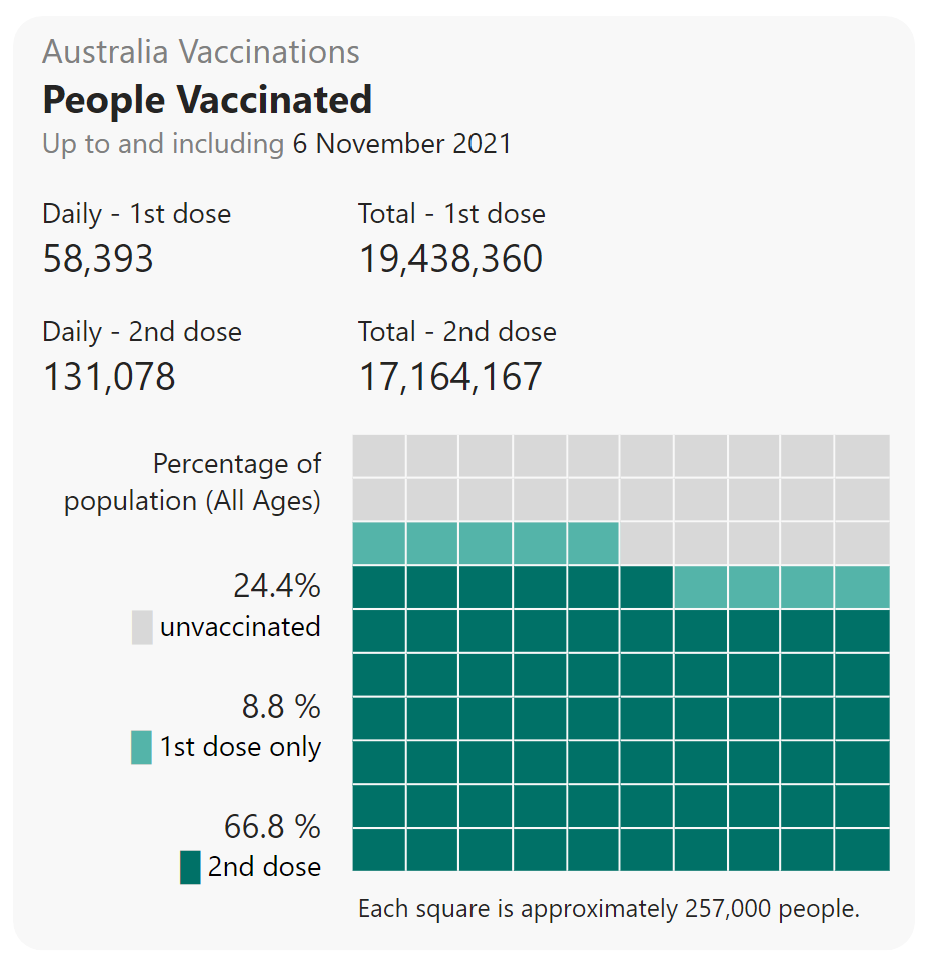 Australia Vaccinations
People Vaccinated
Up to and including 6 November 2021
Daily - 1st dose
Total - 1st dose
58,393
19,438,360
Daily - 2nd dose
Total - 2nd dose
131,078
17,164,167
Percentage of
population (All Ages)
24.4%
unvaccinated
8.8 %
1st dose only
66.8 %
2nd dose
Each square is approximately 257,000 people.